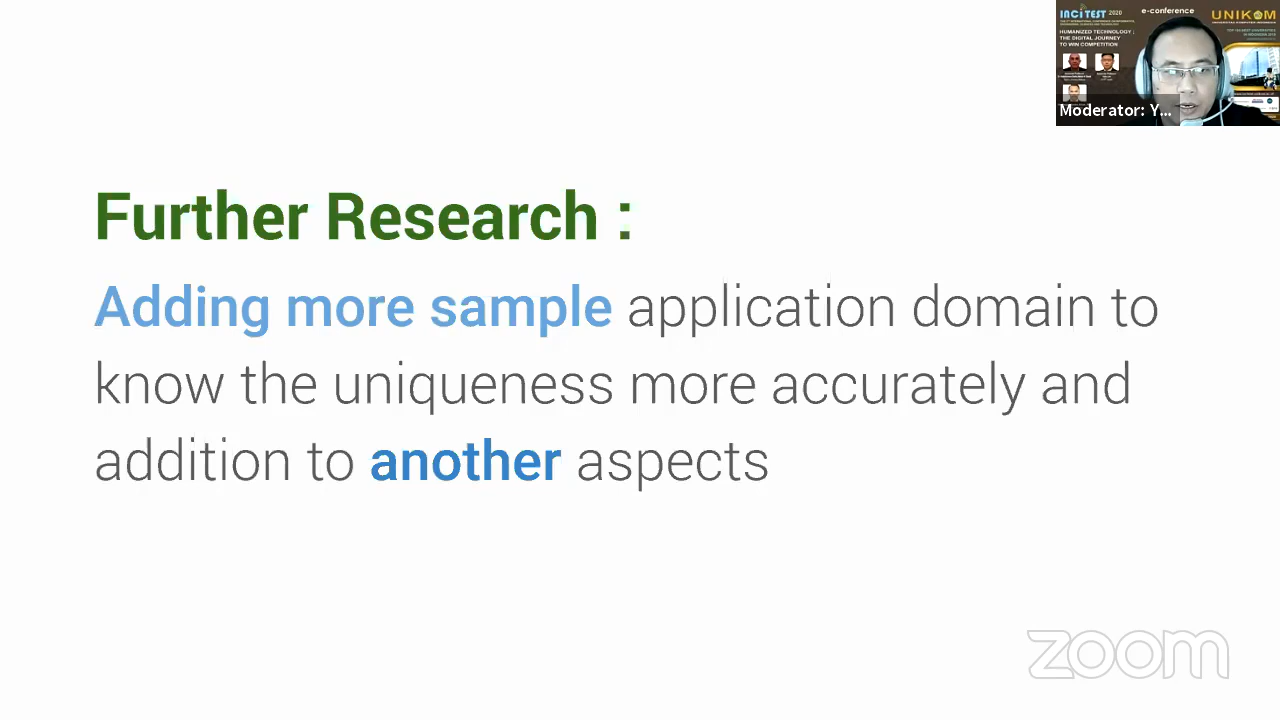 INCITEST 2020
e-conference
UNIKOM
HUMANIZED TECHNOLOGY :
THE DIGITAL JOURNEY
TO WIN COMPETITION
Moderator: Y...
Further Research :
Adding more sample application domain to
know the uniqueness more accurately and
addition to another aspects
zoom